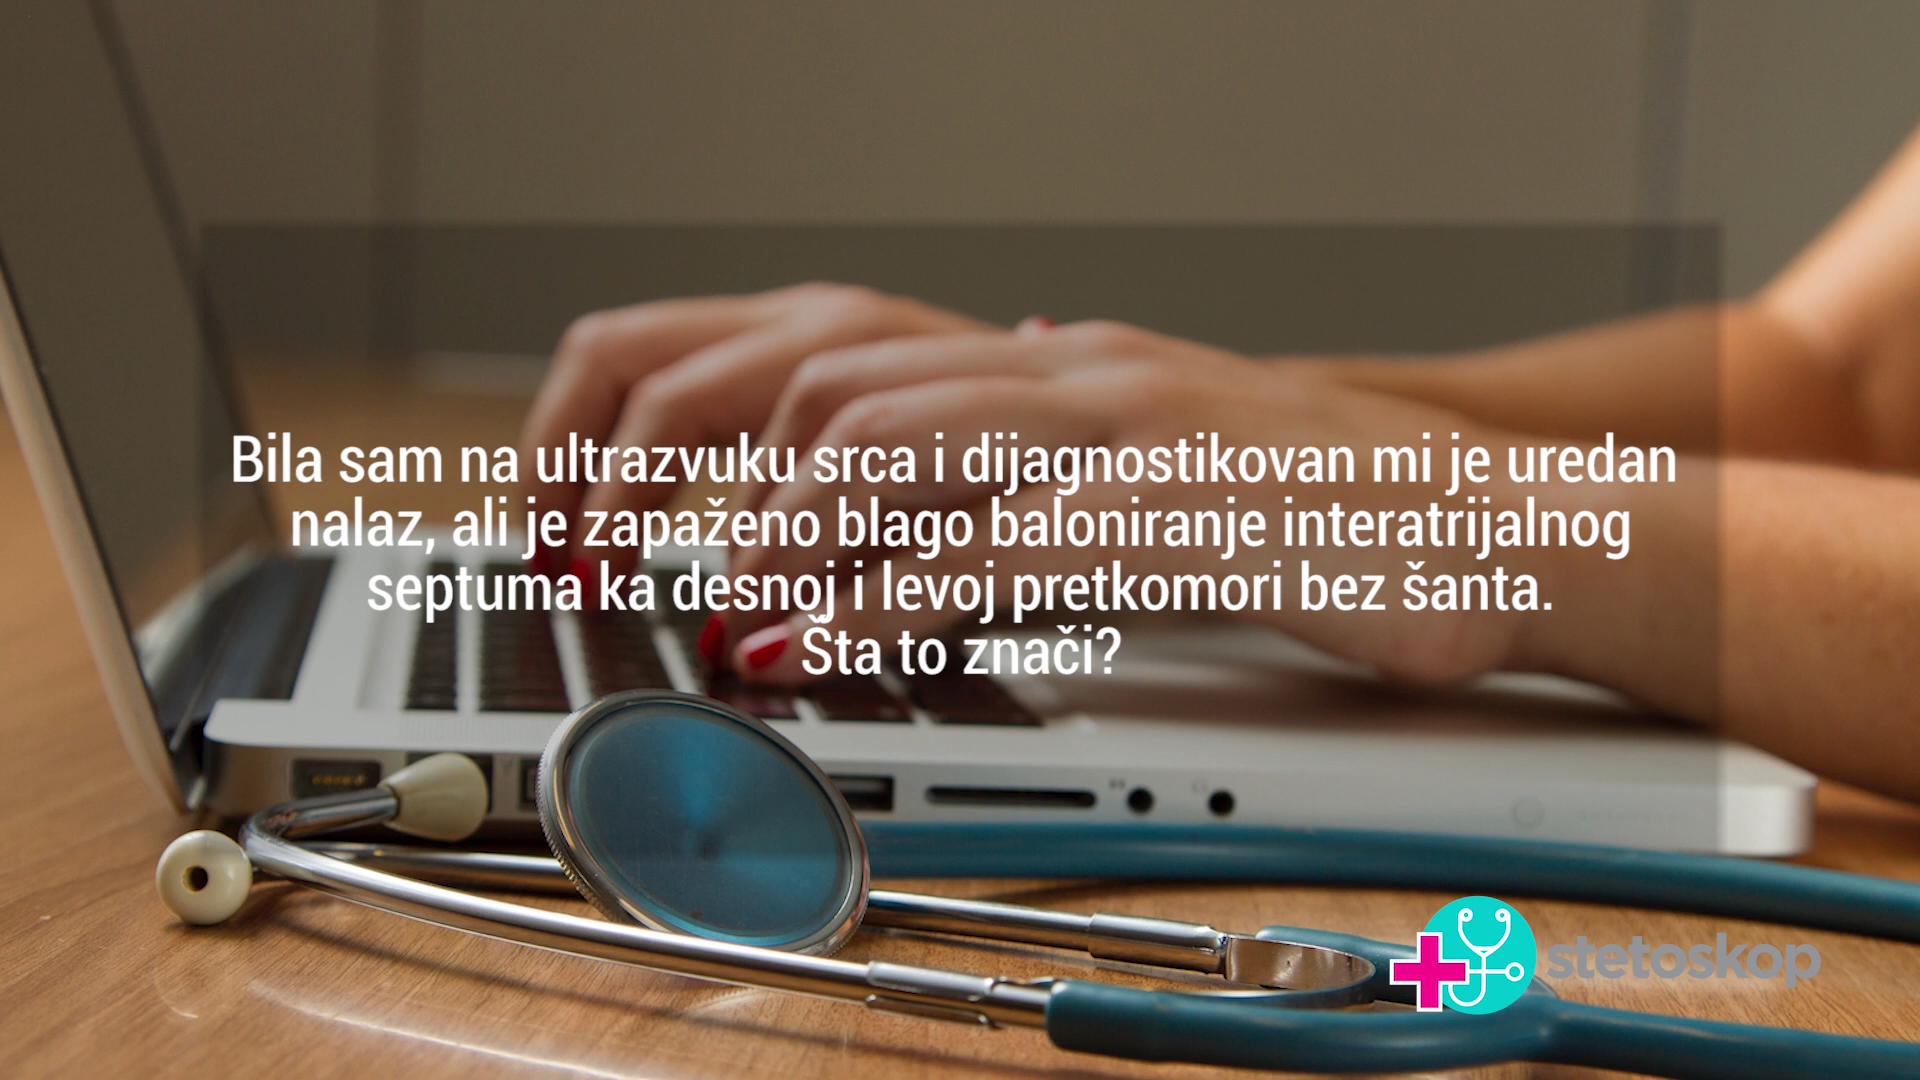 Bila sam na ultrazvuku srca i dijagnostikovan mi je uredan
nalaz, ali je zapaženo blago baloniranje interatrijalnog
septuma ka desnoj i levoj pretkomori bez šanta.
Šta to znači?
stetoskop